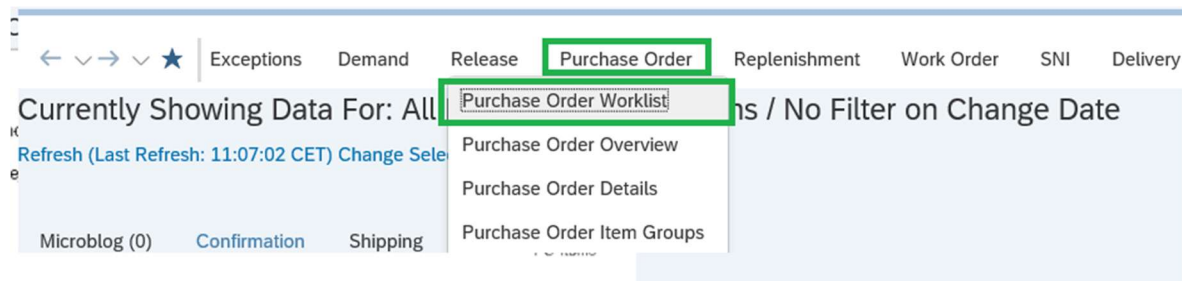 Exceptions Demand Release Purchase Order Replenishment Work Order SNI Delivery
Purchase Order Worklist
Currently Showing Data For: All ns / No Filter on Change Date
Purchase Order Overview
Refresh (Last Refresh: 11:07:02 CET) Change Sele
Purchase Order Details
Purchase Order Item Groups
Microblog (0) Confirmation Shipping